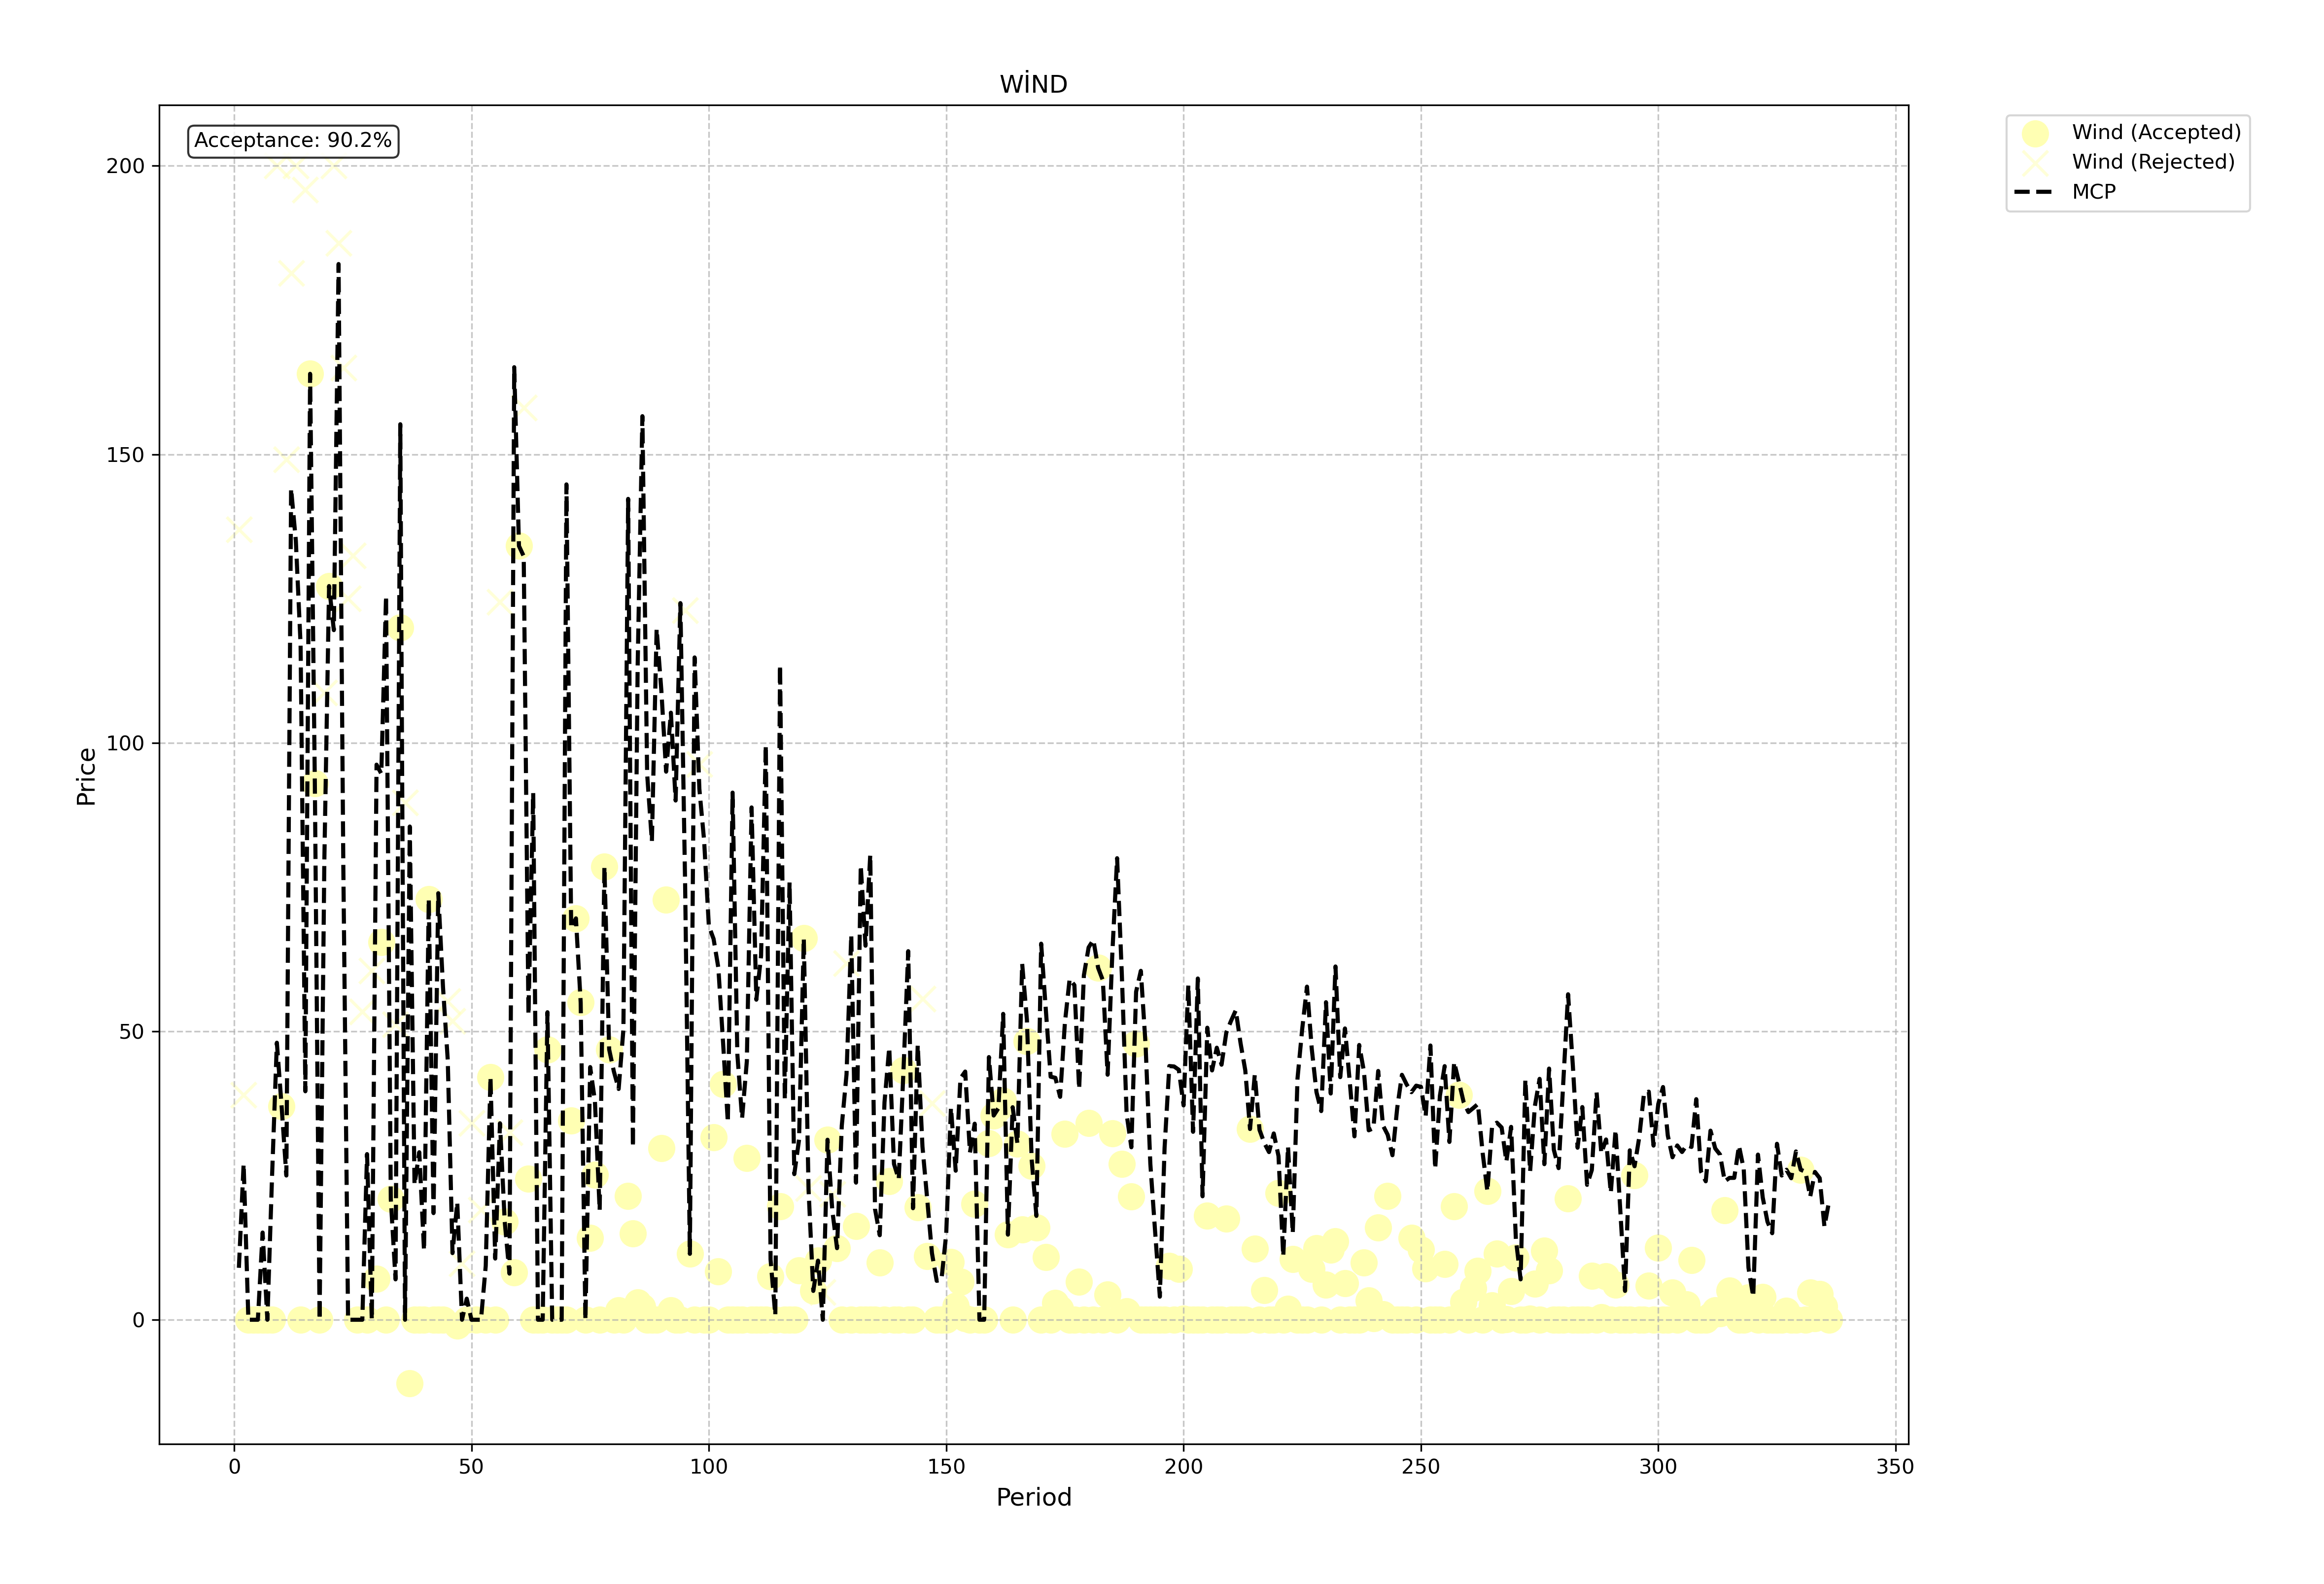 WİND
Acceptance: 90.2%
Wind (Accepted)
Wind (Rejected)
MCP
200
150
100
50
0
Price
0 50 100 150 200 250 300 350
Period